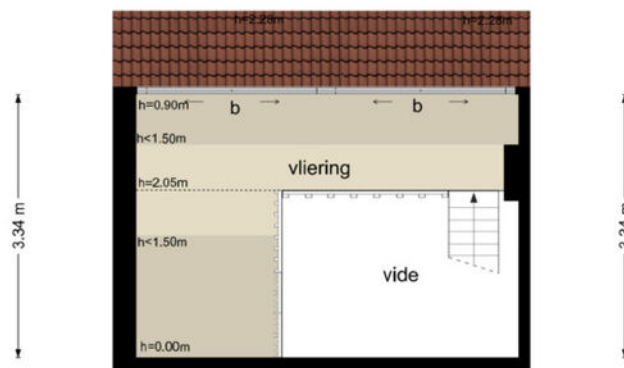 h=2.28m
h=2.28m
h=0.90m
b
b
h<1.50m
vliering
h=2.05m
3.34 m
3.34 m
h<1.50m
vide
h=0.00m